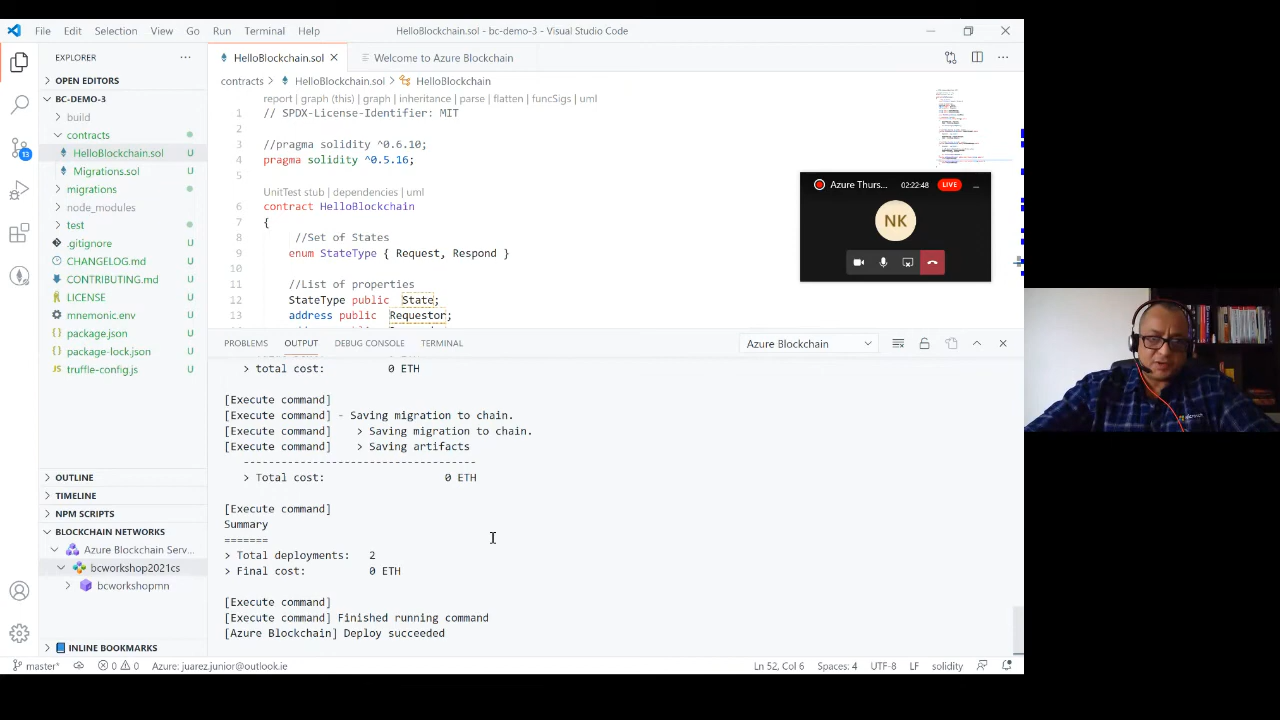 File Edit Selection View Go Run Terminal Help HelloBlockchain.sol - bc-demo-3 - Visual Studio Code
EXPLORER
HelloBlockchain.sol
Welcome to Azure Blockchain
OPEN EDITORS
BC-DEMO-3
build
contracts
HelloBlockchain.sol U
Migrations.sol U
migrations
node_modules
test
.gitignore U
CHANGELOG.md U
CONTRIBUTING.md U
LICENSE U
mnemonic.env U
package.json U
package-lock.json U
truffle-config.js U
OUTLINE
TIMELINE
NPM SCRIPTS
BLOCKCHAIN NETWORKS
Azure Blockchain Serv...
bcworkshop2021cs
bcworkshopmn
INLINE BOOKMARKS
13
contracts > HelloBlockchain.sol > HelloBlockchain
report | graph (this) | graph | inheritance | parse | flatten | funcSigs | uml
1 // SPDX-License-Identifier: MIT
2
3 //pragma solidity ^0.5.16;
4 pragma solidity ^0.5.16;
5
UnitTest stub | dependencies | uml
6 contract HelloBlockchain
7 {
8 //Set of States
9 enum StateType { Request, Respond }
10
11 //List of properties
12 StateType public State;
13 address public Requestor;
Azure Thurs... 02:22:48 LIVE
NK
PROBLEMS OUTPUT DEBUG CONSOLE TERMINAL Azure Blockchain
> total cost: 0 ETH
[Execute command]
[Execute command] - Saving migration to chain.
[Execute command] > Saving migration to chain.
[Execute command] > Saving artifacts
-------------------------------------
> Total cost: 0 ETH
[Execute command]
Summary
=======
> Total deployments: 2
> Final cost: 0 ETH
[Execute command]
[Execute command] Finished running command
[Azure Blockchain] Deploy succeeded
master* 0 0 Azure: juarez.junior@outlook.ie Ln 52, Col 6 Spaces: 4 UTF-8 LF solidity